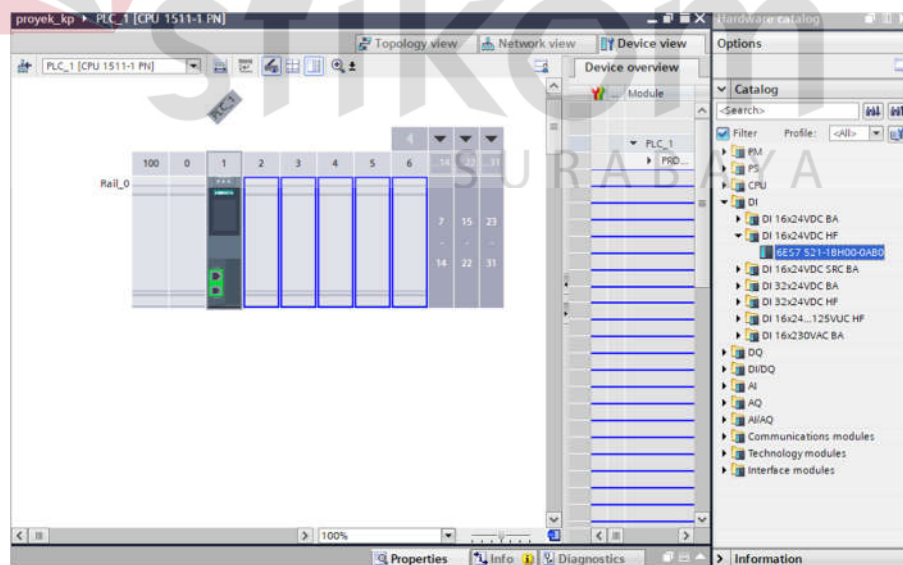 stikom
SURABAYA
proyek_kp ▸ PLC_1 [CPU 1511-1 PN]
Hardware catalog
Topology view
Network view
Device view
Options
PLC_1 [CPU 1511-1 PN]
Device overview
... Module
PLC_1
PRO...
PLC_1
100 0 1 2 3 4 5 6
4 ...14 ...22 ...31
Rail_0
SIEMENS
7 15 23
- - -
14 22 31
100%
Properties
Info
Diagnostics
Catalog
<Search>
Filter Profile: <All>
PM
PS
CPU
DI
DI 16x24VDC BA
DI 16x24VDC HF
6ES7 521-1BH00-0AB0
DI 16x24VDC SRC BA
DI 32x24VDC BA
DI 32x24VDC HF
DI 16x24...125VUC HF
DI 16x230VAC BA
DQ
DI/DQ
AI
AQ
AI/AQ
Communications modules
Technology modules
Interface modules
Information